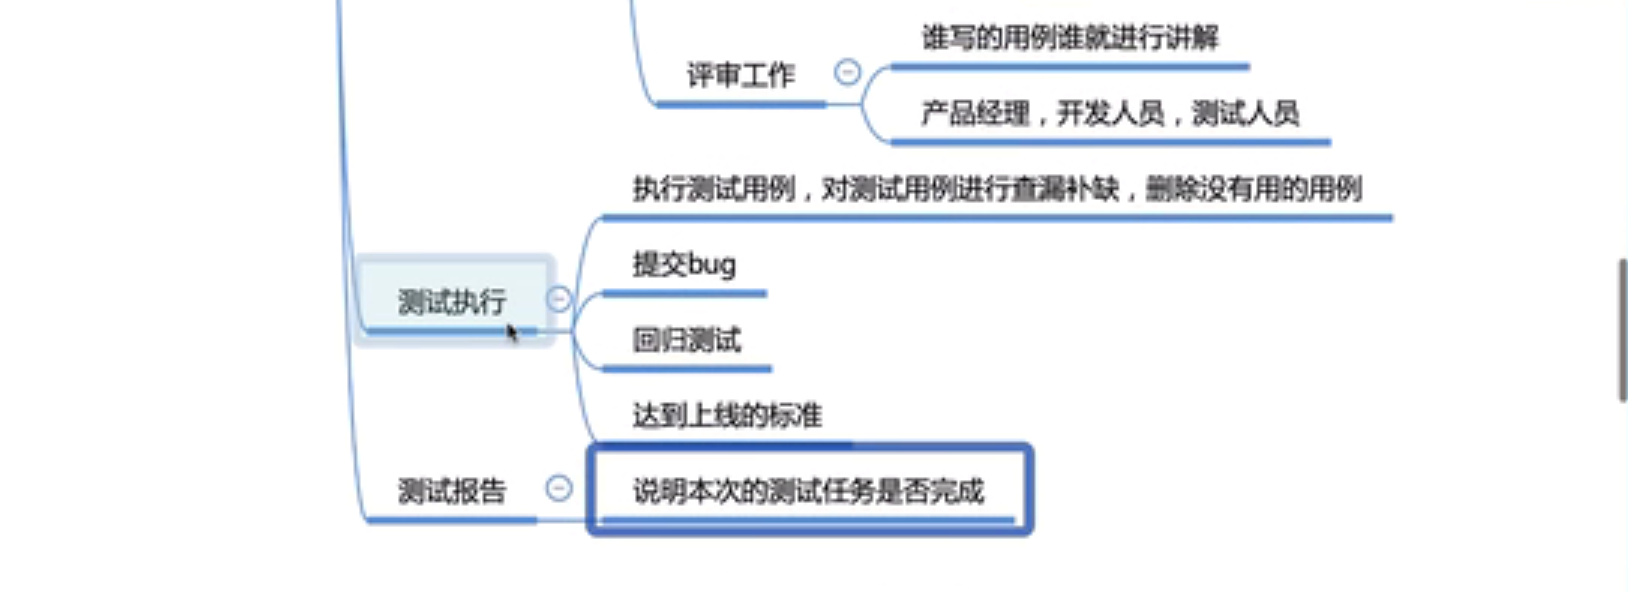 谁写的用例谁就进行讲解
评审工作
产品经理，开发人员，测试人员
执行测试用例，对测试用例进行查漏补缺，删除没有用的用例
提交bug
测试执行
回归测试
达到上线的标准
测试报告
说明本次的测试任务是否完成